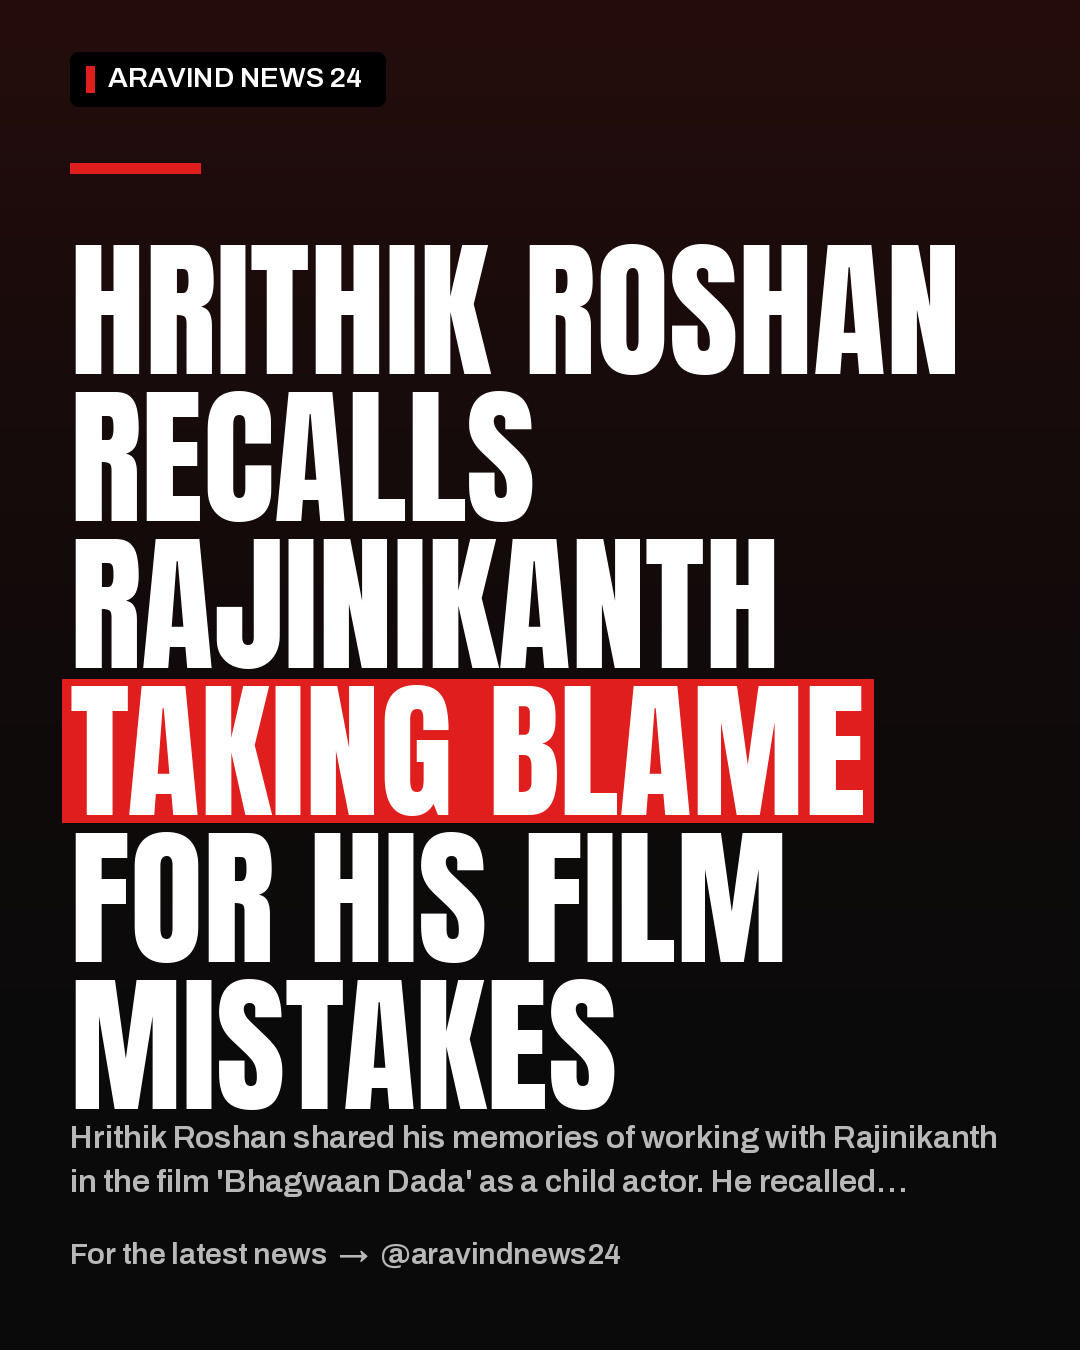 ARAVIND NEWS 24
HRITHIK ROSHAN
RECALLS
RAJINIKANTH
TAKING BLAME
FOR HIS FILM
MISTAKES
Hrithik Roshan shared his memories of working with Rajinikanth
in the film 'Bhagwaan Dada' as a child actor. He recalled...
For the latest news → @aravindnews24